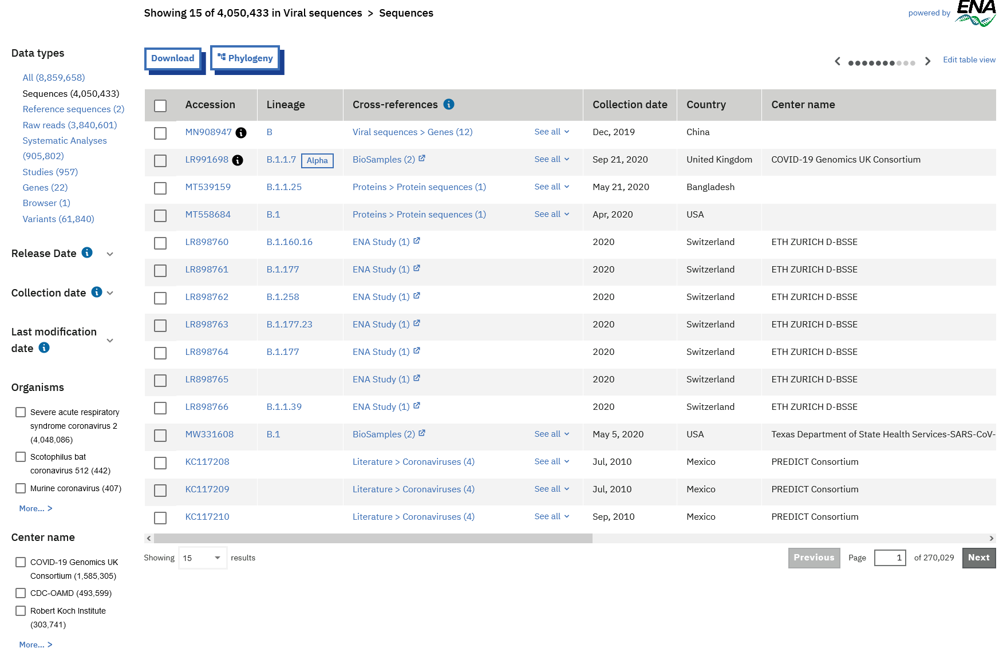 Showing 15 of 4,050,433 in Viral sequences > Sequences
powered by ENA
Data types
All (8,859,658)
Sequences (4,050,433)
Reference sequences (2)
Raw reads (3,840,601)
Systematic Analyses
(905,802)
Studies (957)
Genes (22)
Browser (1)
Variants (61,840)
Release Date
Collection date
Last modification
date
Organisms
Severe acute respiratory
syndrome coronavirus 2
(4,048,086)
Scotophilus bat
coronavirus 512 (442)
Murine coronavirus (407)
More... >
Center name
COVID-19 Genomics UK
Consortium (1,585,305)
CDC-OAMD (493,599)
Robert Koch Institute
(303,741)
More... >
Download Phylogeny
Edit table view
Accession Lineage Cross-references Collection date Country Center name
MN908947 B Viral sequences > Genes (12) See all Dec, 2019 China
LR991698 B.1.1.7 Alpha BioSamples (2) See all Sep 21, 2020 United Kingdom COVID-19 Genomics UK Consortium
MT539159 B.1.1.25 Proteins > Protein sequences (1) See all May 21, 2020 Bangladesh
MT558684 B.1 Proteins > Protein sequences (1) See all Apr, 2020 USA
LR898760 B.1.160.16 ENA Study (1) 2020 Switzerland ETH ZURICH D-BSSE
LR898761 B.1.177 ENA Study (1) 2020 Switzerland ETH ZURICH D-BSSE
LR898762 B.1.258 ENA Study (1) 2020 Switzerland ETH ZURICH D-BSSE
LR898763 B.1.177.23 ENA Study (1) 2020 Switzerland ETH ZURICH D-BSSE
LR898764 B.1.177 ENA Study (1) 2020 Switzerland ETH ZURICH D-BSSE
LR898765 ENA Study (1) 2020 Switzerland ETH ZURICH D-BSSE
LR898766 B.1.1.39 ENA Study (1) 2020 Switzerland ETH ZURICH D-BSSE
MW331608 B.1 BioSamples (2) See all May 5, 2020 USA Texas Department of State Health Services-SARS-CoV-
KC117208 Literature > Coronaviruses (4) See all Jul, 2010 Mexico PREDICT Consortium
KC117209 Literature > Coronaviruses (4) See all Jul, 2010 Mexico PREDICT Consortium
KC117210 Literature > Coronaviruses (4) See all Sep, 2010 Mexico PREDICT Consortium
Showing 15 results Previous Page 1 of 270,029 Next